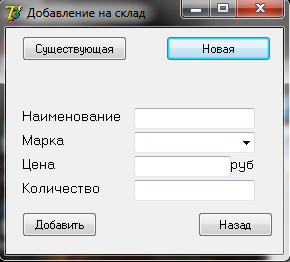 Добавление на склад
Существующая Новая
Наименование
Марка
Цена руб
Количество
Добавить Назад